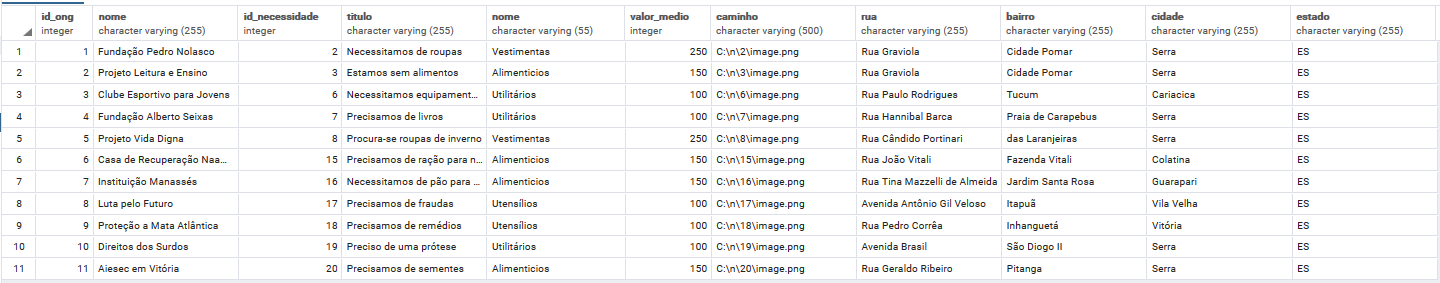 id_ong nome id_necessidade titulo nome valor_medio caminho rua bairro cidade estado
integer character varying (255) integer character varying (255) character varying (55) integer character varying (500) character varying (255) character varying (255) character varying (255) character varying (255)
1 1 Fundação Pedro Nolasco 2 Necessitamos de roupas Vestimentas 250 C:\n\2\image.png Rua Graviola Cidade Pomar Serra ES
2 2 Projeto Leitura e Ensino 3 Estamos sem alimentos Alimenticios 150 C:\n\3\image.png Rua Graviola Cidade Pomar Serra ES
3 3 Clube Esportivo para Jovens 6 Necessitamos equipament... Utilitários 100 C:\n\6\image.png Rua Paulo Rodrigues Tucum Cariacica ES
4 4 Fundação Alberto Seixas 7 Precisamos de livros Utilitários 100 C:\n\7\image.png Rua Hannibal Barca Praia de Carapebus Serra ES
5 5 Projeto Vida Digna 8 Procura-se roupas de inverno Vestimentas 250 C:\n\8\image.png Rua Cândido Portinari das Laranjeiras Serra ES
6 6 Casa de Recuperação Naa... 15 Precisamos de ração para n... Alimenticios 150 C:\n\15\image.png Rua João Vitali Fazenda Vitali Colatina ES
7 7 Instituição Manassés 16 Necessitamos de pão para ... Alimenticios 150 C:\n\16\image.png Rua Tina Mazzelli de Almeida Jardim Santa Rosa Guarapari ES
8 8 Luta pelo Futuro 17 Precisamos de fraudas Utensílios 100 C:\n\17\image.png Avenida Antônio Gil Veloso Itapuã Vila Velha ES
9 9 Proteção a Mata Atlântica 18 Precisamos de remédios Utensílios 100 C:\n\18\image.png Rua Pedro Corrêa Inhanguetá Vitória ES
10 10 Direitos dos Surdos 19 Preciso de uma prótese Utilitários 100 C:\n\19\image.png Avenida Brasil São Diogo II Serra ES
11 11 Aiesec em Vitória 20 Precisamos de sementes Alimenticios 150 C:\n\20\image.png Rua Geraldo Ribeiro Pitanga Serra ES